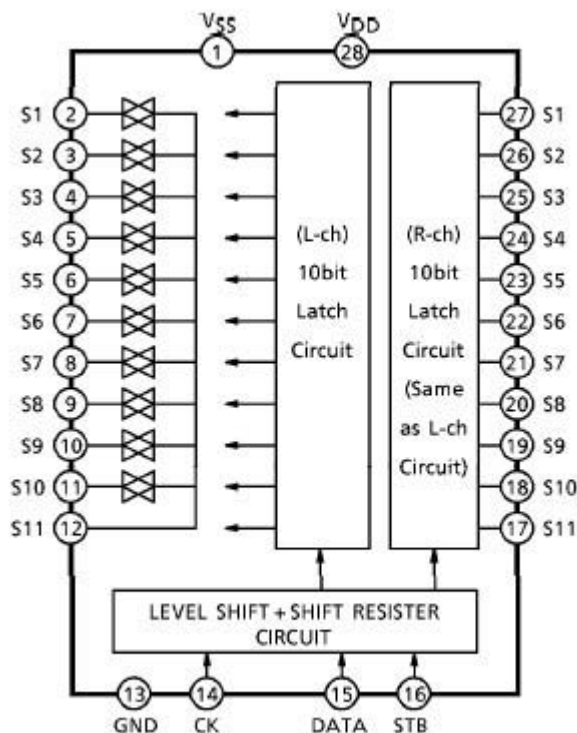 VSS VDD
1 28
S1 2 27 S1
S2 3 26 S2
S3 4 25 S3
S4 5 (L-ch) (R-ch) 24 S4
S5 6 10bit 10bit 23 S5
S6 7 Latch Latch 22 S6
S7 8 Circuit Circuit 21 S7
S8 9 (Same 20 S8
S9 10 as L-ch 19 S9
S10 11 Circuit) 18 S10
S11 12 17 S11
LEVEL SHIFT + SHIFT RESISTER
CIRCUIT
13 14 15 16
GND CK DATA STB